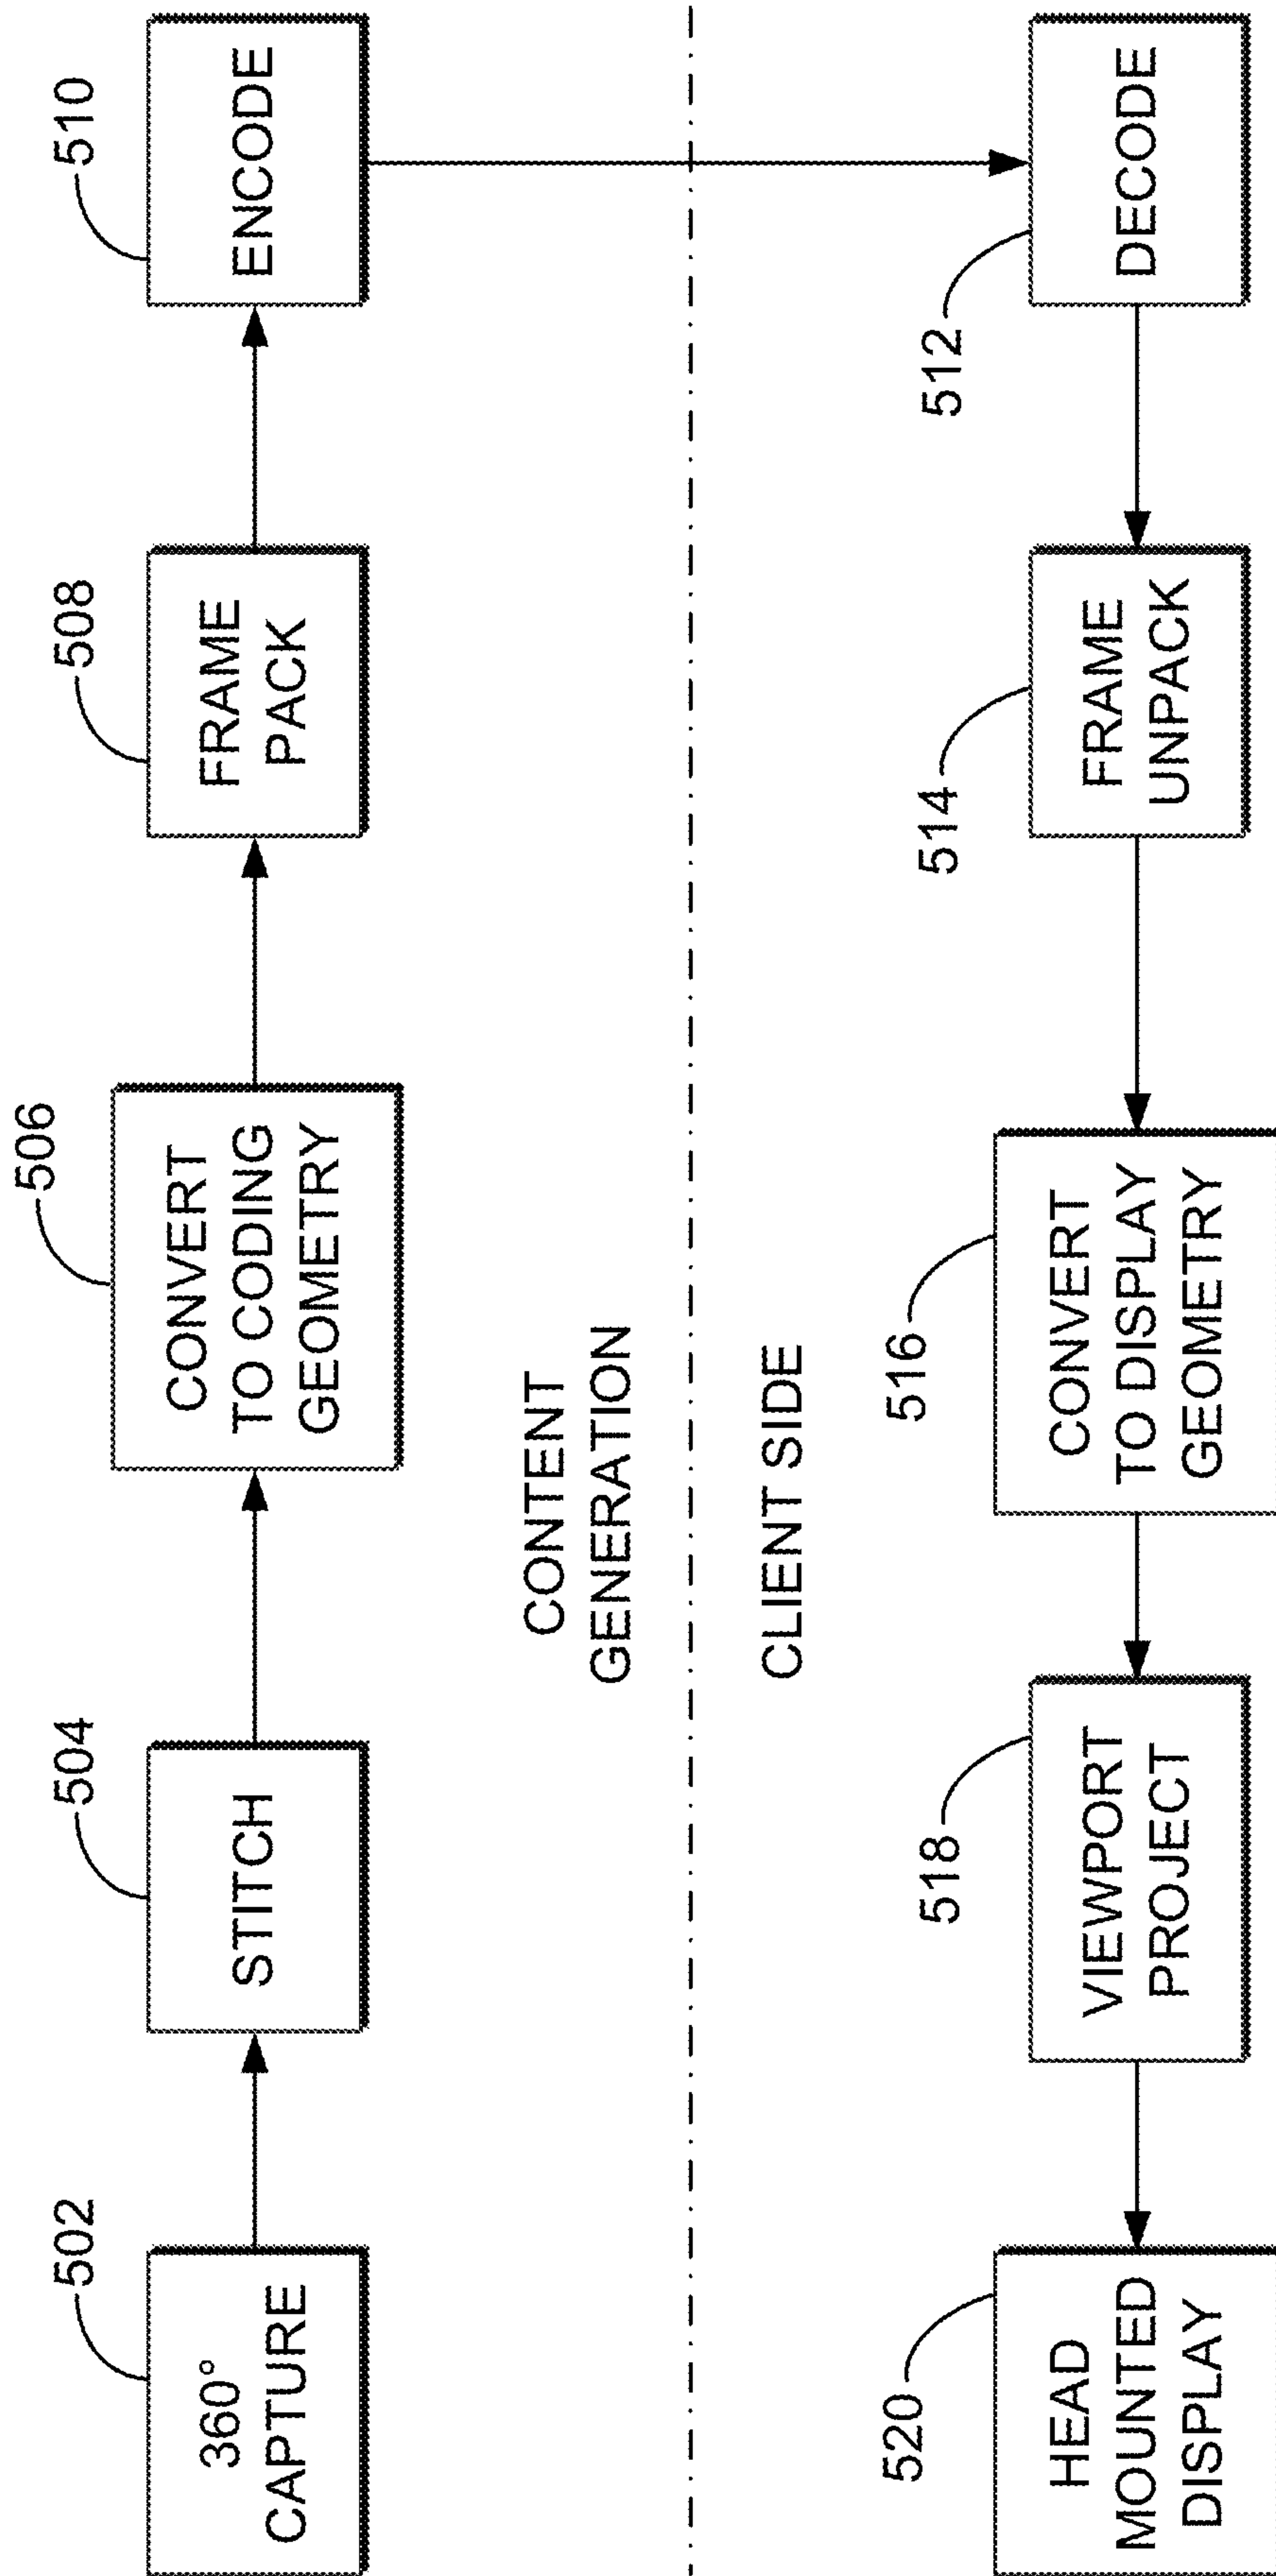 502
360°
CAPTURE
504
STITCH
506
CONVERT
TO CODING
GEOMETRY
508
FRAME
PACK
510
ENCODE
CONTENT
GENERATION
CLIENT SIDE
520
HEAD
MOUNTED
DISPLAY
518
VIEWPORT
PROJECT
516
CONVERT
TO DISPLAY
GEOMETRY
514
FRAME
UNPACK
512
DECODE